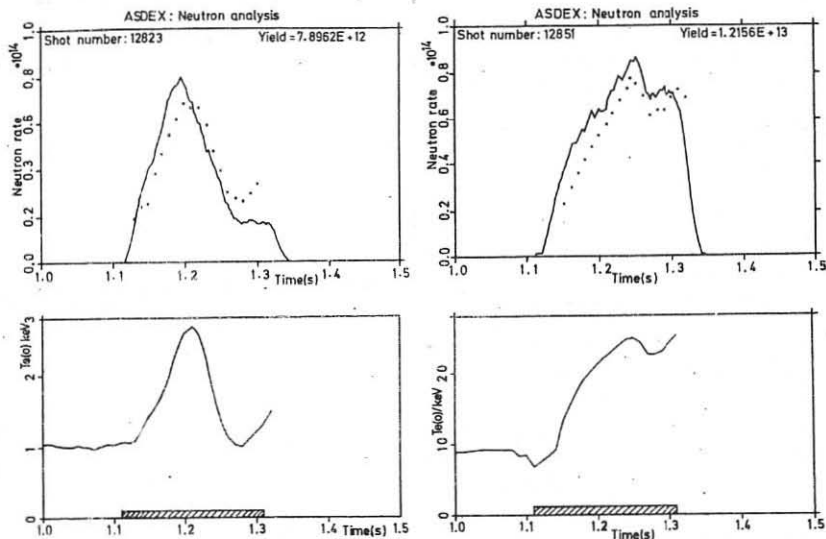 ASDEX: Neutron analysis
Shot number: 12823 Yield = 7.8962E + 12
Neutron rate *10^14
0.0 0.2 0.4 0.6 0.8 1.0
1.0 1.1 1.2 1.3 Time(s) 1.5
Te(o) keV
0 1 2 3
1.0 1.1 1.2 1.3 Time(s) 1.5
ASDEX: Neutron analysis
Shot number: 12851 Yield = 1.2156E + 13
Neutron rate *10^14
0.0 0.2 0.4 0.6 0.8 1.0
1.0 1.1 1.2 1.3 Time(s) 1.5
Te(o)/keV
0 10 20
1.0 1.1 1.2 1.3 1.4 1.5
Time(s)